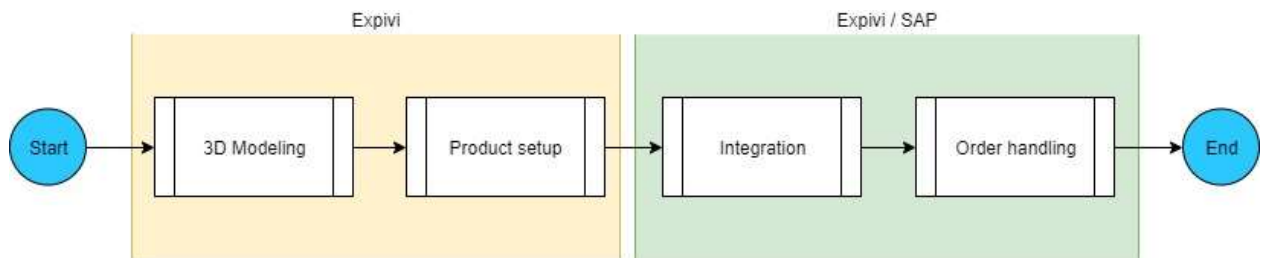 Expivi
Expivi / SAP
Start
3D Modeling
Product setup
Integration
Order handling
End